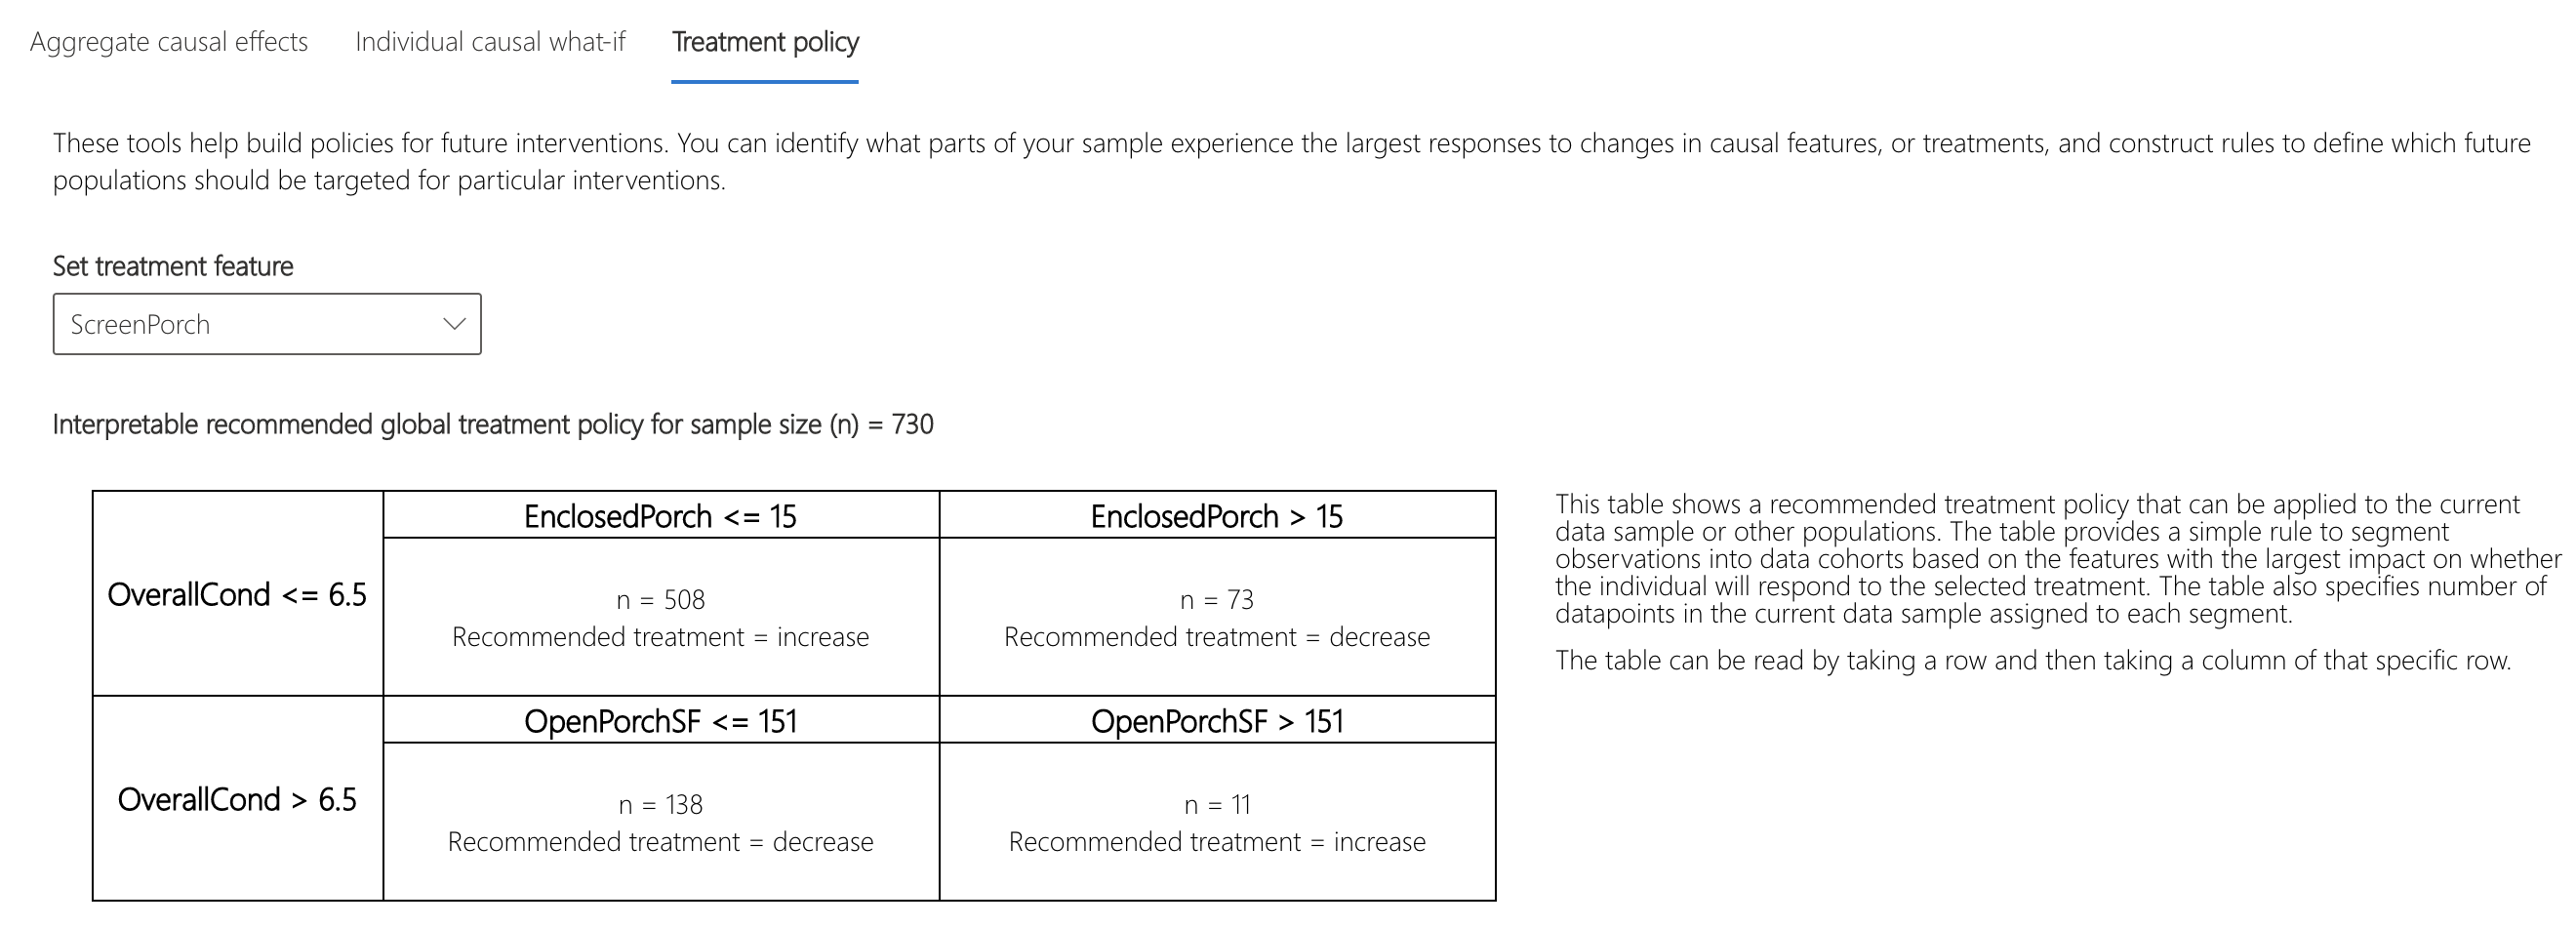 Aggregate causal effects Individual causal what-if Treatment policy
These tools help build policies for future interventions. You can identify what parts of your sample experience the largest responses to changes in causal features, or treatments, and construct rules to define which future
populations should be targeted for particular interventions.
Set treatment feature
ScreenPorch
Interpretable recommended global treatment policy for sample size (n) = 730
OverallCond <= 6.5
EnclosedPorch <= 15
n = 508
Recommended treatment = increase
EnclosedPorch > 15
n = 73
Recommended treatment = decrease
OverallCond > 6.5
OpenPorchSF <= 151
n = 138
Recommended treatment = decrease
OpenPorchSF > 151
n = 11
Recommended treatment = increase
This table shows a recommended treatment policy that can be applied to the current
data sample or other populations. The table provides a simple rule to segment
observations into data cohorts based on the features with the largest impact on whether
the individual will respond to the selected treatment. The table also specifies number of
datapoints in the current data sample assigned to each segment.
The table can be read by taking a row and then taking a column of that specific row.